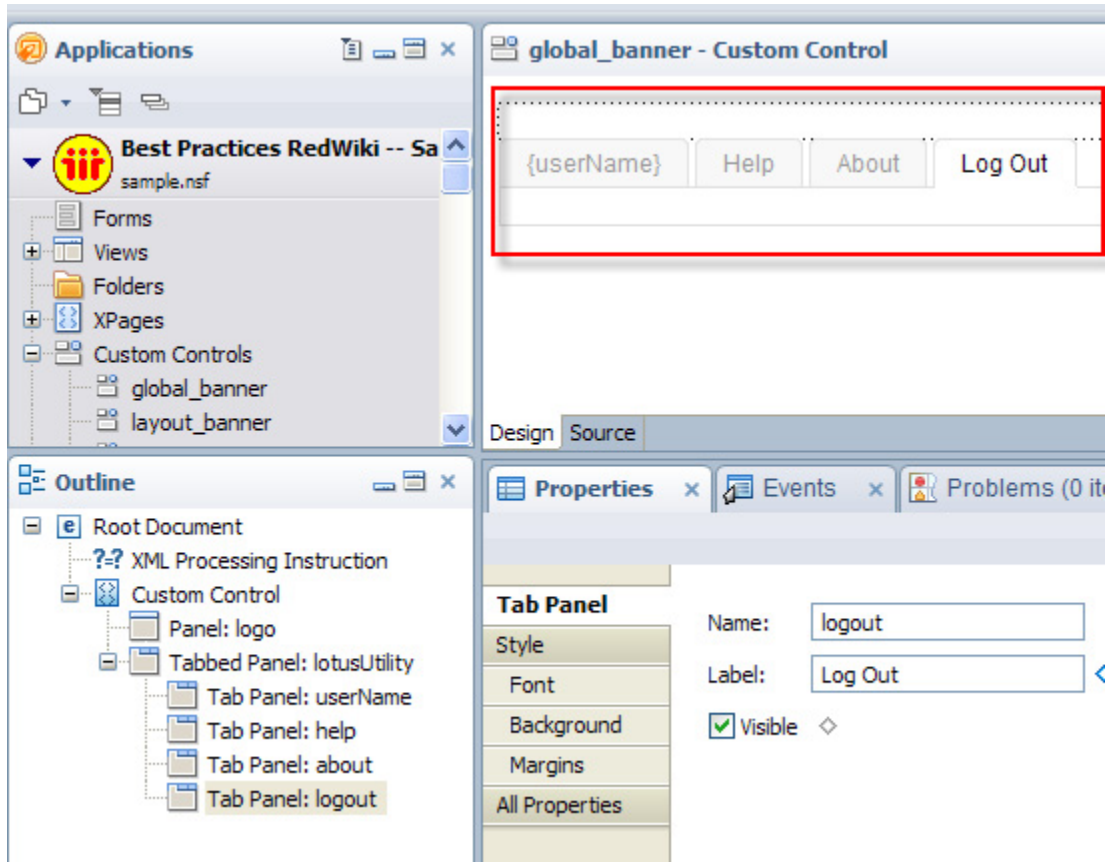 Applications
Best Practices RedWiki -- Sa
sample.nsf
Forms
Views
Folders
XPages
Custom Controls
global_banner
layout_banner
global_banner - Custom Control
{userName} Help About Log Out
Design Source
Outline
Root Document
?=? XML Processing Instruction
Custom Control
Panel: logo
Tabbed Panel: lotusUtility
Tab Panel: userName
Tab Panel: help
Tab Panel: about
Tab Panel: logout
Properties Events Problems (0 ite
Tab Panel
Style
Font
Background
Margins
All Properties
Name: logout
Label: Log Out
Visible